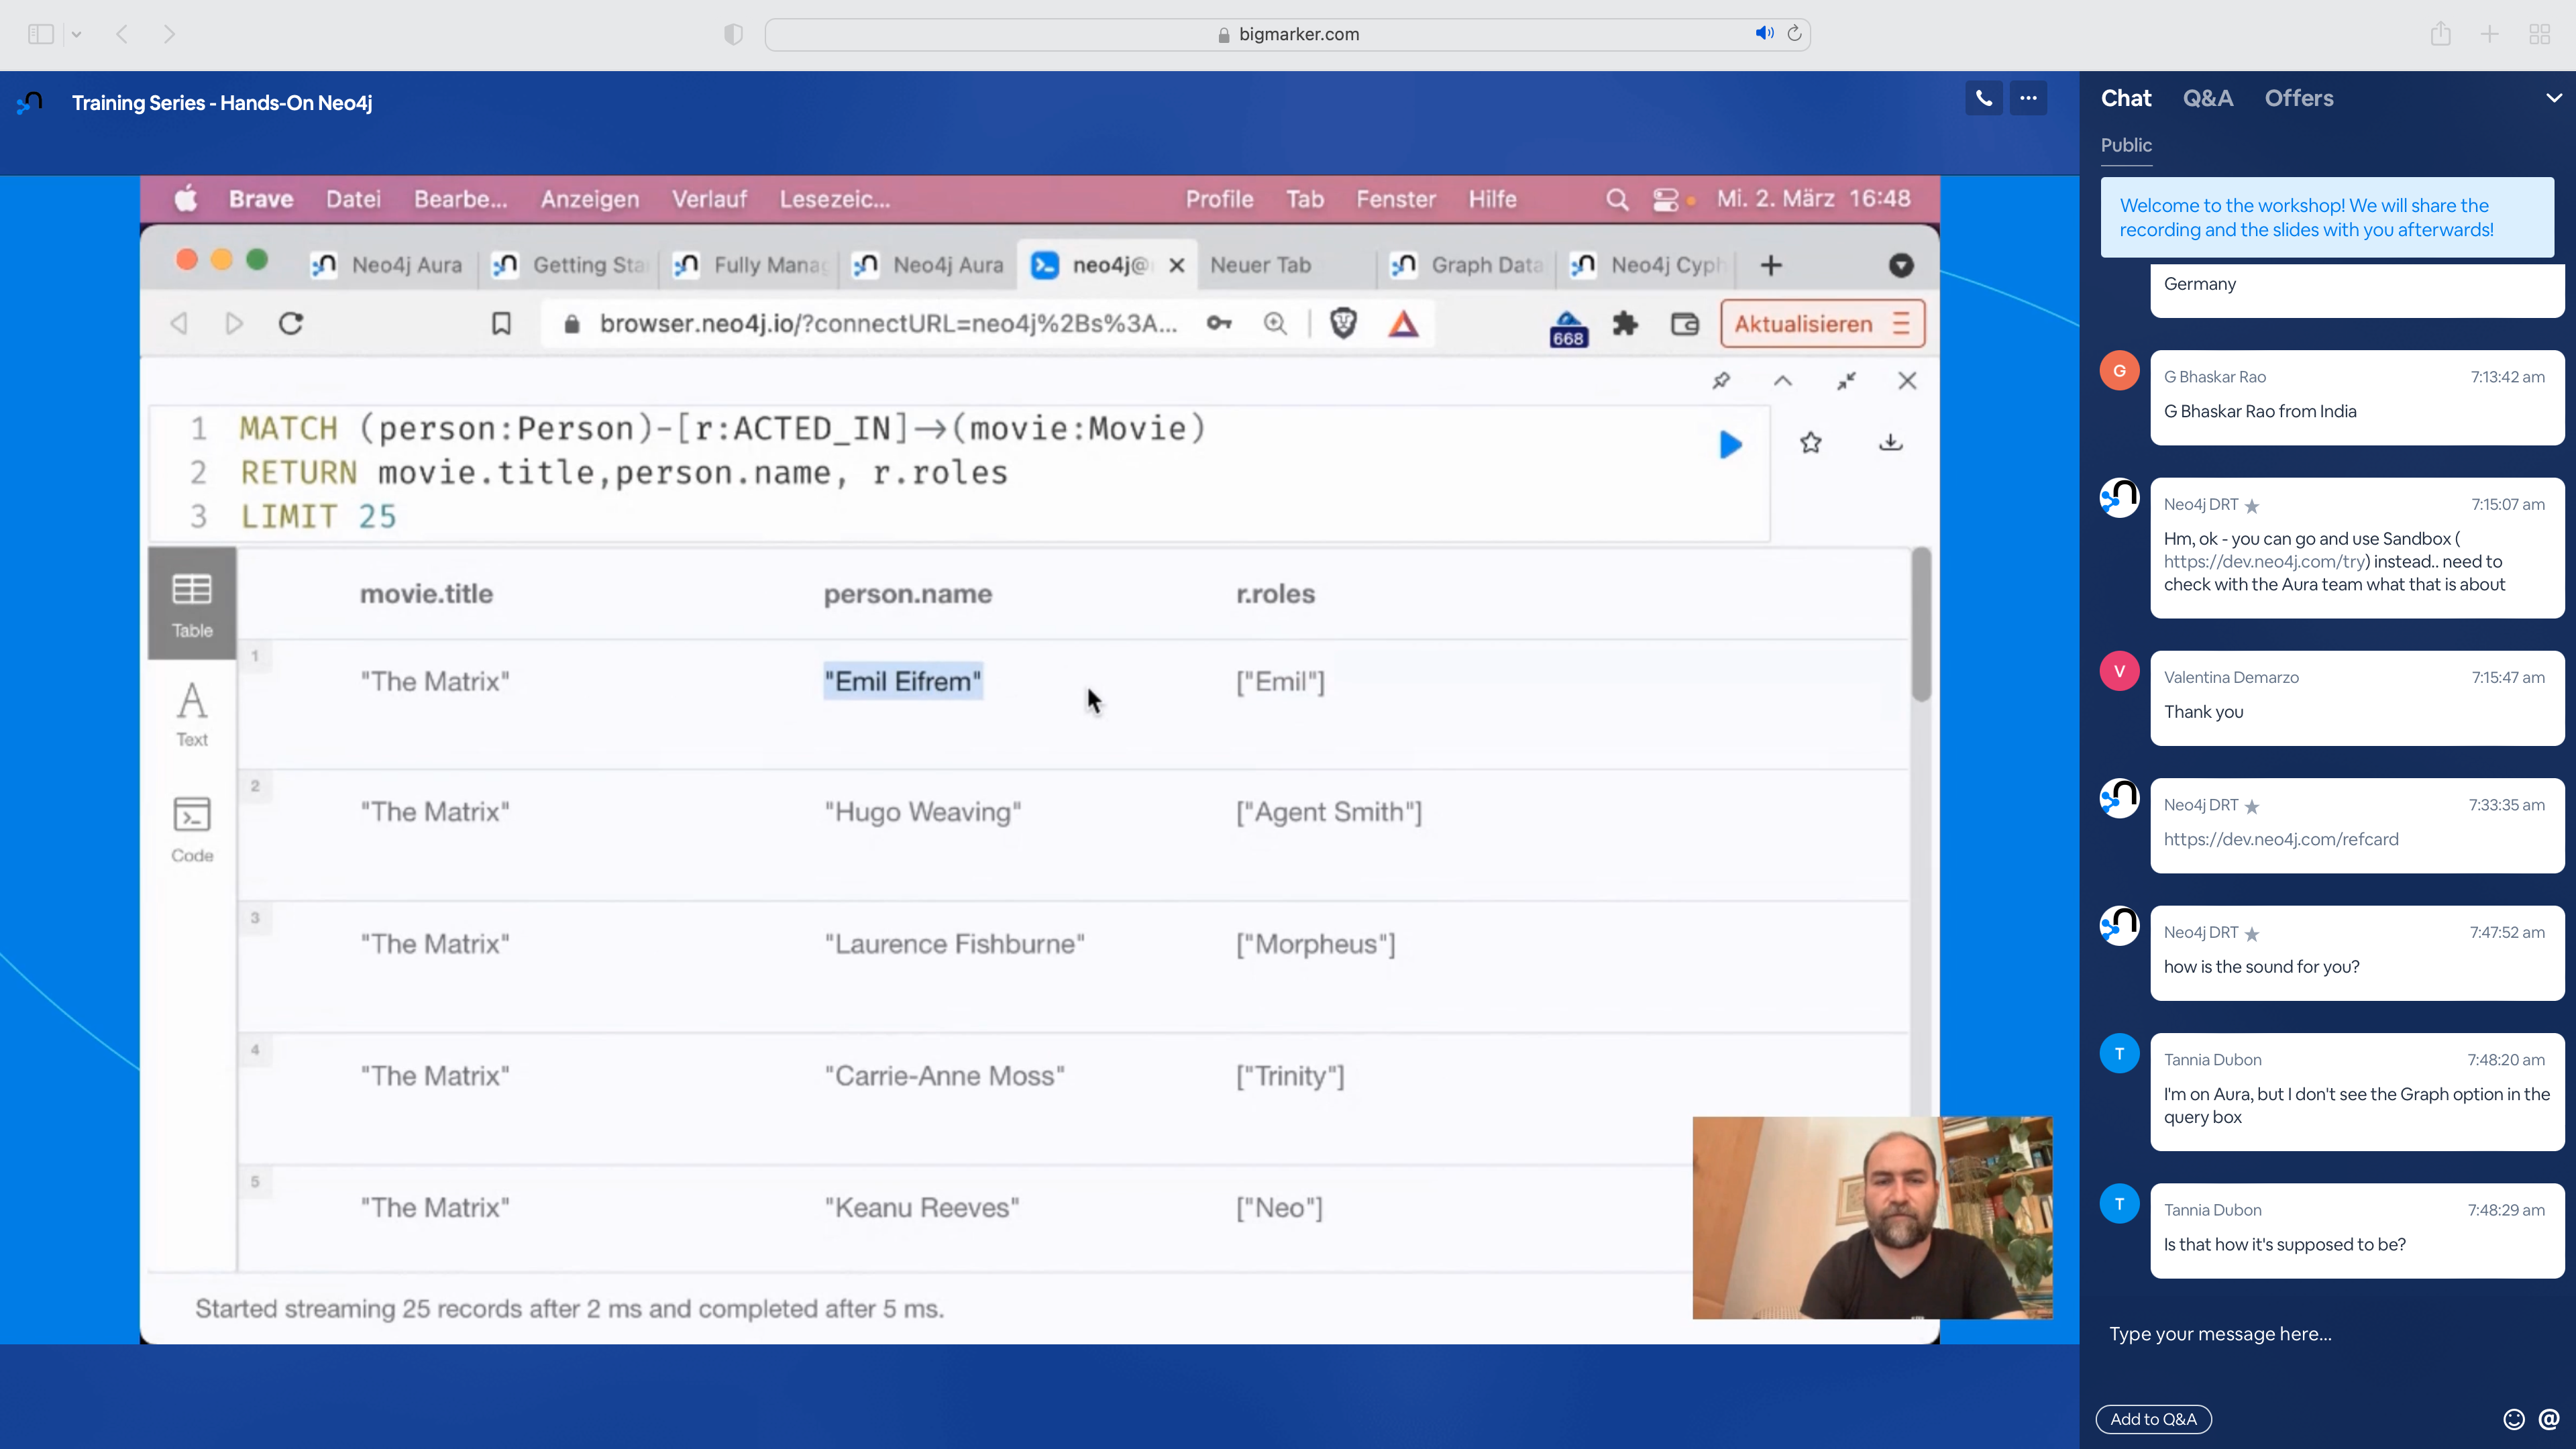 bigmarker.com
Training Series - Hands-On Neo4j
Brave Datei Bearbe... Anzeigen Verlauf Lesezeic... Profile Tab Fenster Hilfe Mi. 2. März 16:48
Neo4j Aura Getting Sta Fully Manag Neo4j Aura neo4j@ Neuer Tab Graph Data Neo4j Cyph
browser.neo4j.io/?connectURL=neo4j%2Bs%3A... 668 Aktualisieren
1 MATCH (person:Person)-[r:ACTED_IN]→(movie:Movie)
2 RETURN movie.title,person.name, r.roles
3 LIMIT 25
Table
Text
Code
movie.title person.name r.roles
1 "The Matrix" "Emil Eifrem" ["Emil"]
2 "The Matrix" "Hugo Weaving" ["Agent Smith"]
3 "The Matrix" "Laurence Fishburne" ["Morpheus"]
4 "The Matrix" "Carrie-Anne Moss" ["Trinity"]
5 "The Matrix" "Keanu Reeves" ["Neo"]
Started streaming 25 records after 2 ms and completed after 5 ms.
Chat Q&A Offers
Public
Welcome to the workshop! We will share the
recording and the slides with you afterwards!
Germany
G
G Bhaskar Rao 7:13:42 am
G Bhaskar Rao from India
Neo4j DRT 7:15:07 am
Hm, ok - you can go and use Sandbox (
https://dev.neo4j.com/try) instead.. need to
check with the Aura team what that is about
V
Valentina Demarzo 7:15:47 am
Thank you
Neo4j DRT 7:33:35 am
https://dev.neo4j.com/refcard
Neo4j DRT 7:47:52 am
how is the sound for you?
T
Tannia Dubon 7:48:20 am
I'm on Aura, but I don't see the Graph option in the
query box
T
Tannia Dubon 7:48:29 am
Is that how it's supposed to be?
Type your message here...
Add to Q&A @